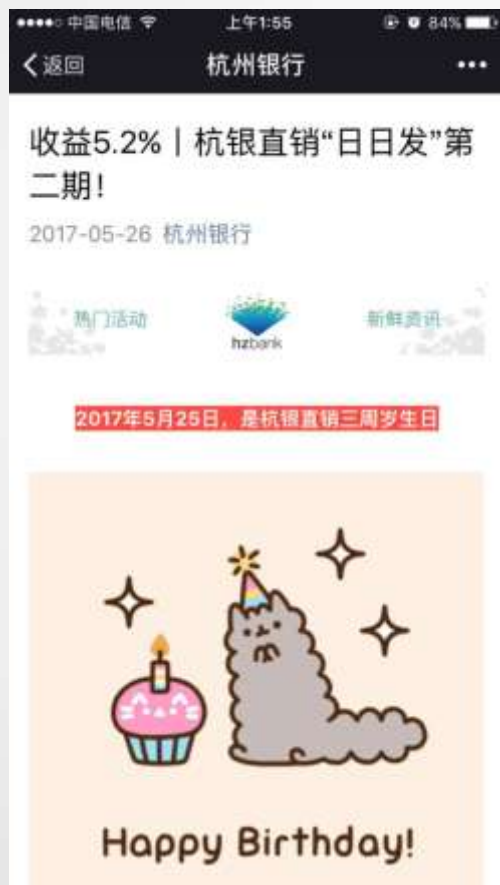 中国电信 上午1:55 84%
返回 杭州银行
收益5.2%｜杭银直销“日日发”第
二期！
2017-05-26 杭州银行
热门活动 hzbank 新鲜资讯
2017年5月25日，是杭银直销三周岁生日
Happy Birthday!